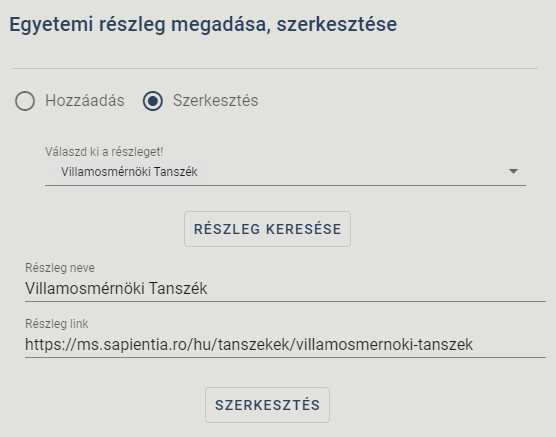 Egyetemi részleg megadása, szerkesztése
Hozzáadás Szerkesztés
Válaszd ki a részleget!
Villamosmérnöki Tanszék
RÉSZLEG KERESÉSE
Részleg neve
Villamosmérnöki Tanszék
Részleg link
https://ms.sapientia.ro/hu/tanszekek/villamosmernoki-tanszek
SZERKESZTÉS